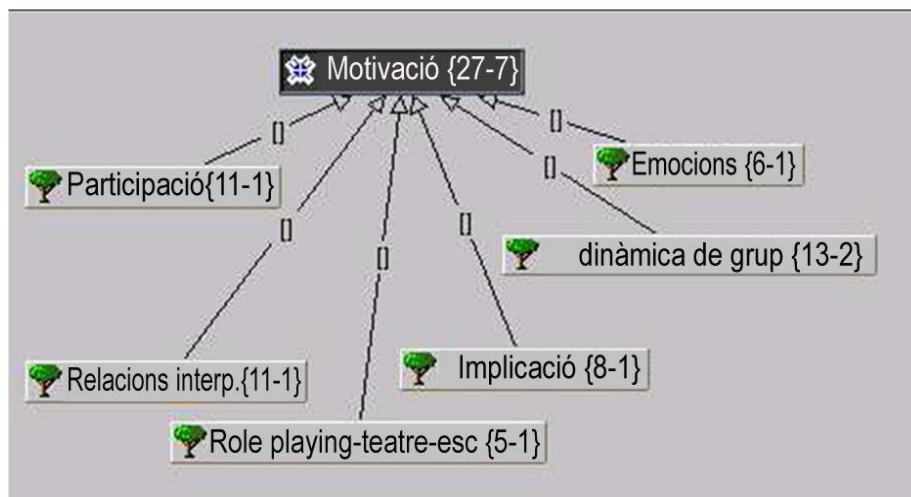 Motivació {27-7}
[]
[]
Emocions {6-1}
Participació{11-1}
[]
[]
[]
[]
dinàmica de grup {13-2}
Relacions interp.{11-1}
Implicació {8-1}
Role playing-teatre-esc {5-1}